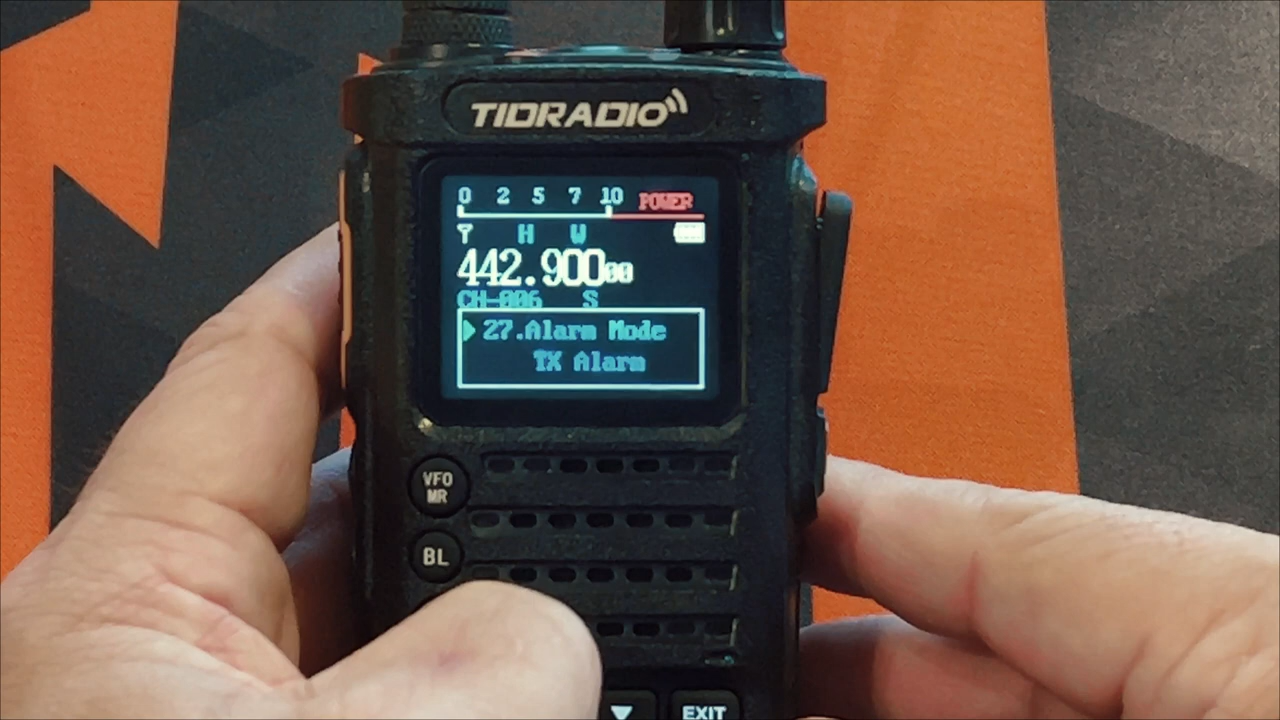 TIDRADIO
0 2 5 7 10 POWER
H W
442.90000
CH-006 S
27.Alarm Mode
TX Alarm
VFO
MR
BL
EXIT